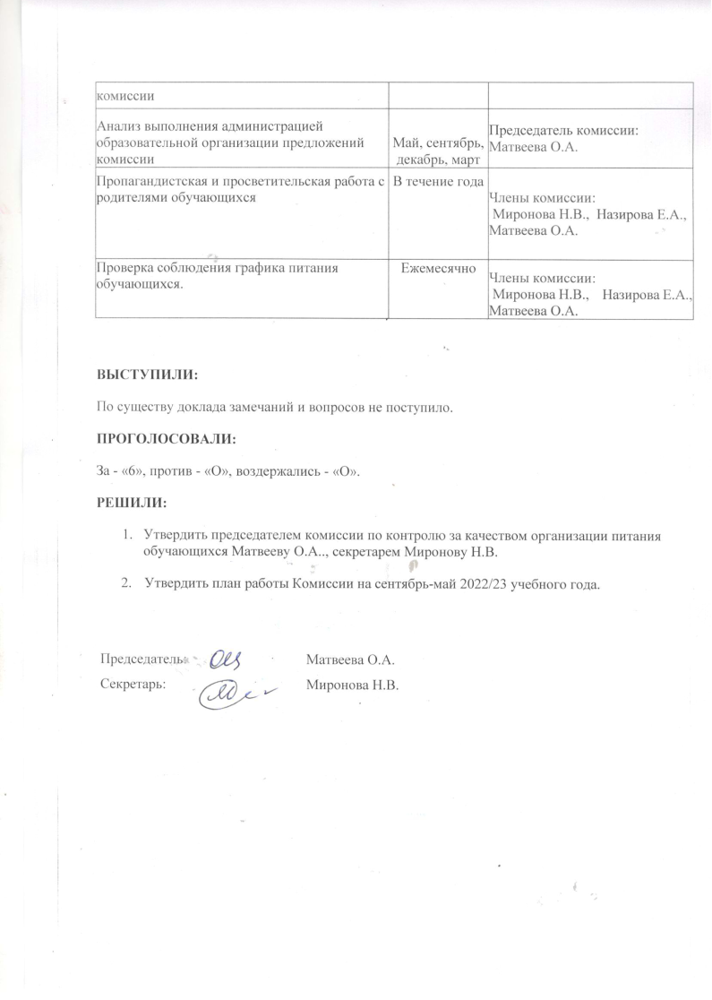 комиссии
Анализ выполнения администрацией
образовательной организации предложений
комиссии
Май, сентябрь,
декабрь, март
Председатель комиссии:
Матвеева О.А.
Пропагандистская и просветительская работа с
родителями обучающихся
В течение года
Члены комиссии:
Миронова Н.В., Назирова Е.А.,
Матвеева О.А.
Проверка соблюдения графика питания
обучающихся.
Ежемесячно
Члены комиссии:
Миронова Н.В., Назирова Е.А.,
Матвеева О.А.
ВЫСТУПИЛИ:
По существу доклада замечаний и вопросов не поступило.
ПРОГОЛОСОВАЛИ:
За - «6», против - «О», воздержались - «О».
РЕШИЛИ:
1. Утвердить председателем комиссии по контролю за качеством организации питания
обучающихся Матвееву О.А.., секретарем Миронову Н.В.
2. Утвердить план работы Комиссии на сентябрь-май 2022/23 учебного года.
Председатель: Матвеева О.А.
Секретарь: Миронова Н.В.